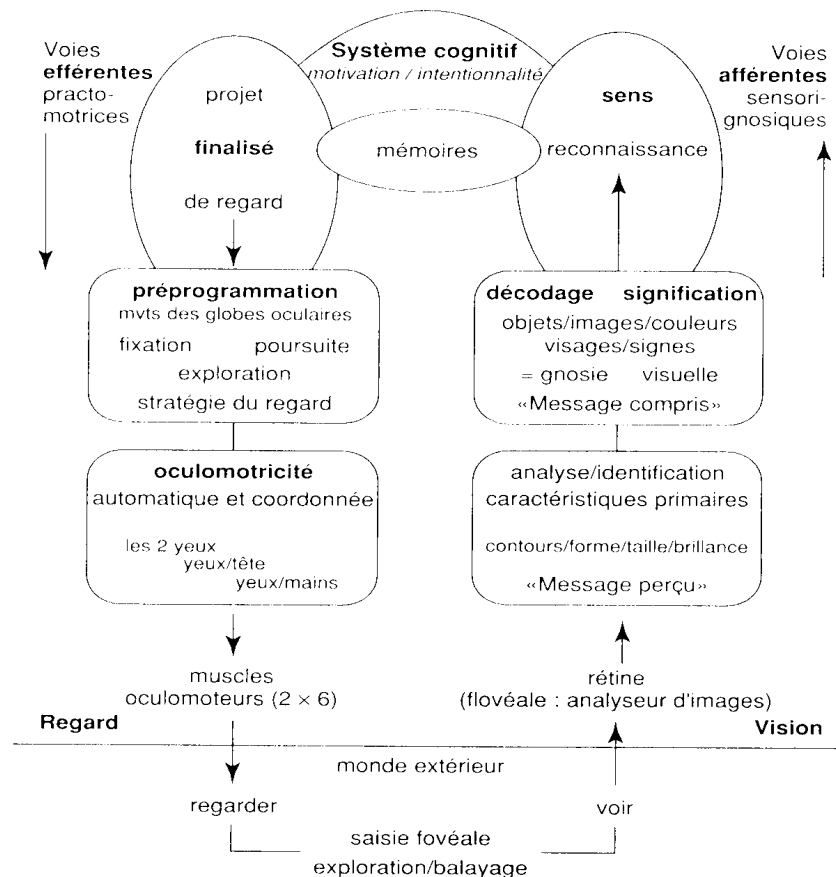 Voies
efférentes
practo-
motrices
Système cognitif
motivation / intentionnalité
Voies
afférentes
sensori-
gnosiques
projet
finalisé
de regard
mémoires
sens
reconnaissance
préprogrammation
mvts des globes oculaires
fixation poursuite
exploration
stratégie du regard
décodage signification
objets/images/couleurs
visages/signes
= gnosie visuelle
«Message compris»
oculomotricité
automatique et coordonnée
les 2 yeux
yeux/tête
yeux/mains
analyse/identification
caractéristiques primaires
contours/forme/taille/brillance
«Message perçu»
muscles
oculomoteurs (2 × 6)
rétine
(flovéale : analyseur d'images)
Regard
Vision
monde extérieur
regarder
voir
saisie fovéale
exploration/balayage